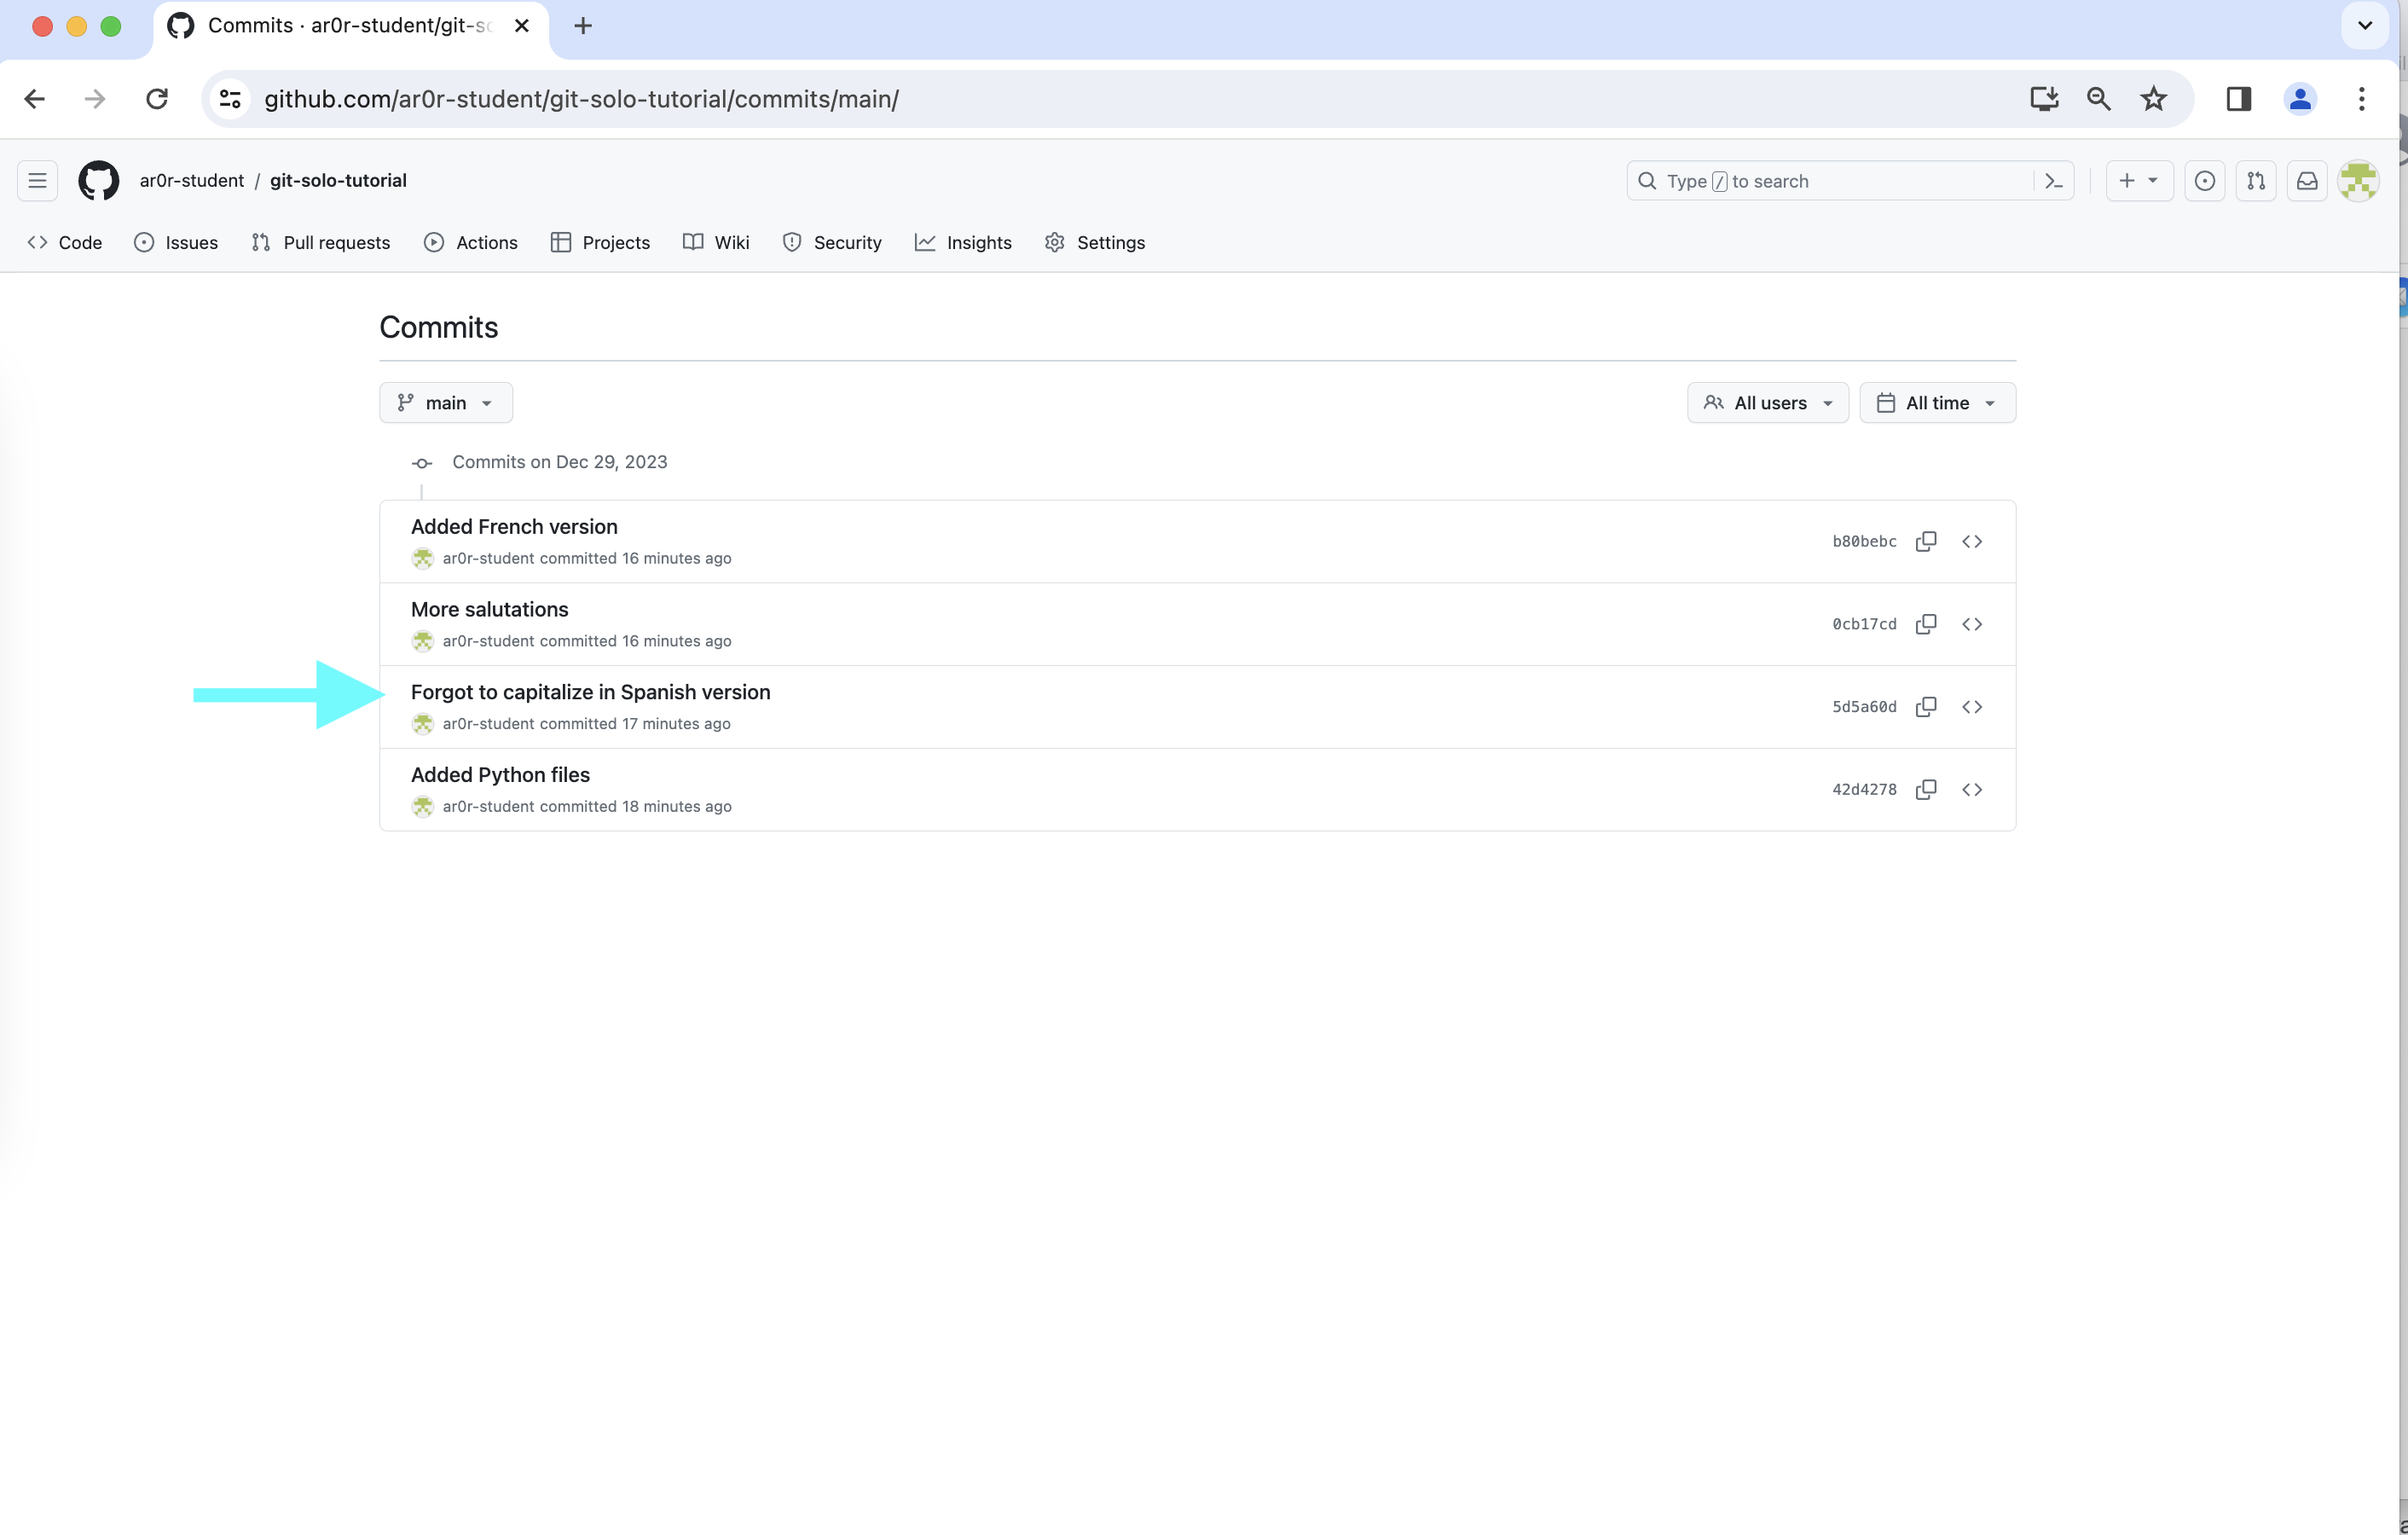 Commits · ar0r-student/git-so
github.com/ar0r-student/git-solo-tutorial/commits/main/
ar0r-student / git-solo-tutorial
Type / to search
Code Issues Pull requests Actions Projects Wiki Security Insights Settings
Commits
main All users All time
Commits on Dec 29, 2023
Added French version
ar0r-student committed 16 minutes ago
b80bebc
More salutations
ar0r-student committed 16 minutes ago
0cb17cd
Forgot to capitalize in Spanish version
ar0r-student committed 17 minutes ago
5d5a60d
Added Python files
ar0r-student committed 18 minutes ago
42d4278